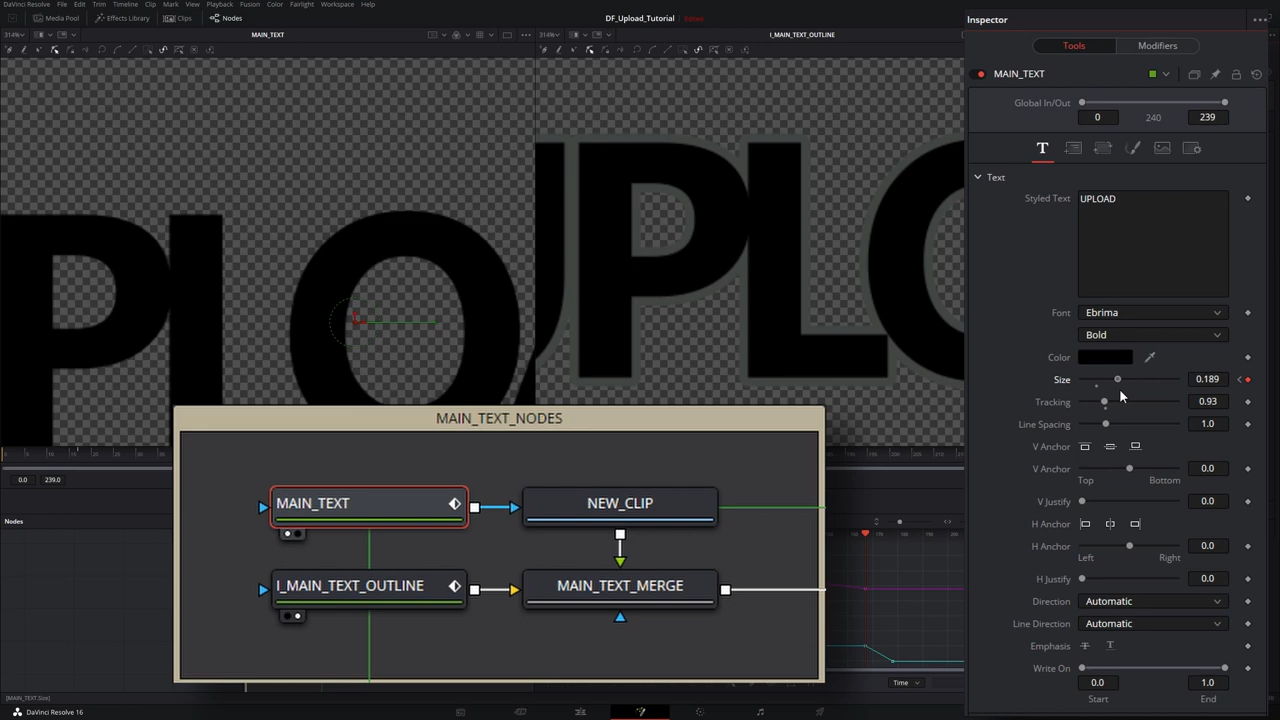 DaVinci Resolve File Edit Trim Timeline Clip Mark View Playback Fusion Color Fairlight Workspace Help
Media Pool Effects Library Clips Nodes DF_Upload_Tutorial Edited
Inspector
314% MAIN_TEXT 314% I_MAIN_TEXT_OUTLINE
Tools Modifiers
MAIN_TEXT
Global In/Out
0 240 239
T
Text
Styled Text UPLOAD
PLO
UPLO
Font Ebrima
Bold
Color
Size 0.189
Tracking 0.93
Line Spacing 1.0
V Anchor
V Anchor 0.0
Top Bottom
V Justify 0.0
H Anchor
H Anchor 0.0
Left Right
H Justify 0.0
Direction Automatic
Line Direction Automatic
Emphasis
Write On
0.0 1.0
Start End
0.0 239.0
Nodes
MAIN_TEXT_NODES
MAIN_TEXT NEW_CLIP
I_MAIN_TEXT_OUTLINE MAIN_TEXT_MERGE
Time
[MAIN_TEXT.Size]
DaVinci Resolve 16